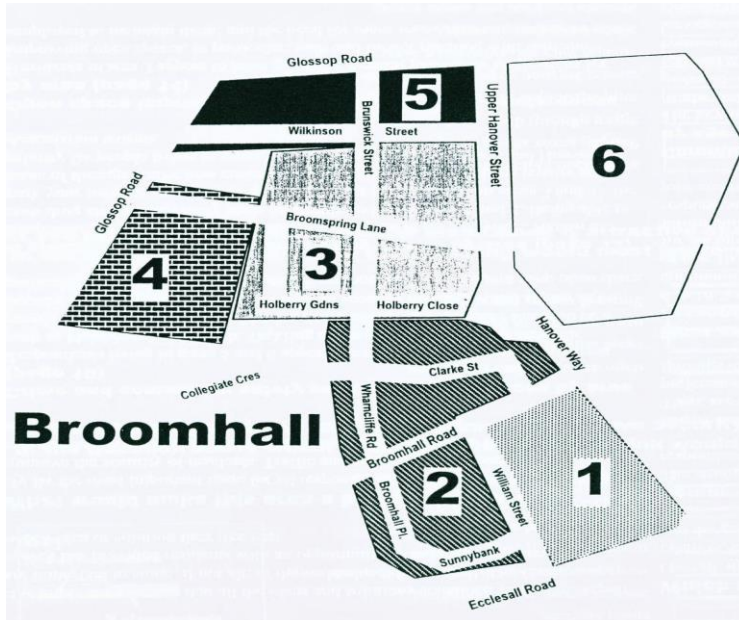 Glossop Road
5
Brunswick Street
Upper Hanover Street
Wilkinson Street
6
Glossop Road
Broomspring Lane
4
3
Holberry Gdns
Holberry Close
Hanover Way
Clarke St
Collegiate Cres
Wharncliffe Rd
Broomhall
Broomhall Road
2
1
William Street
Broomhall Pl.
Sunnybank
Ecclesall Road